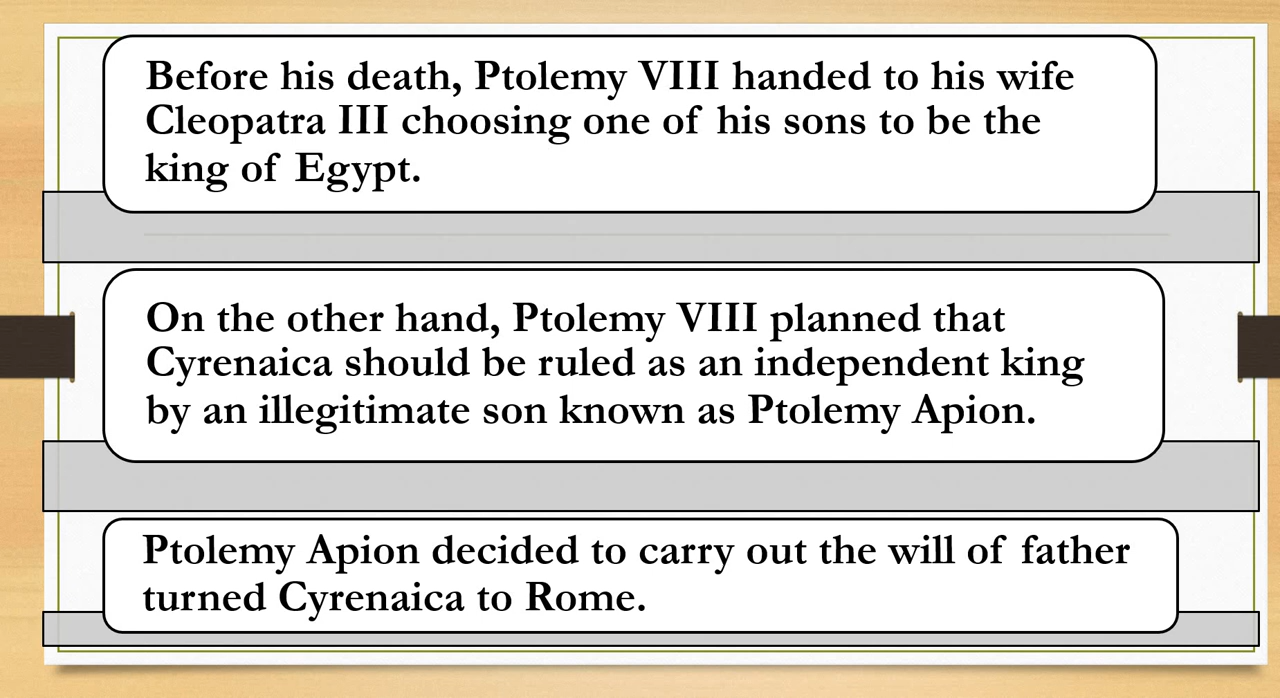 Before his death, Ptolemy VIII handed to his wife
Cleopatra III choosing one of his sons to be the
king of Egypt.
On the other hand, Ptolemy VIII planned that
Cyrenaica should be ruled as an independent king
by an illegitimate son known as Ptolemy Apion.
Ptolemy Apion decided to carry out the will of father
turned Cyrenaica to Rome.